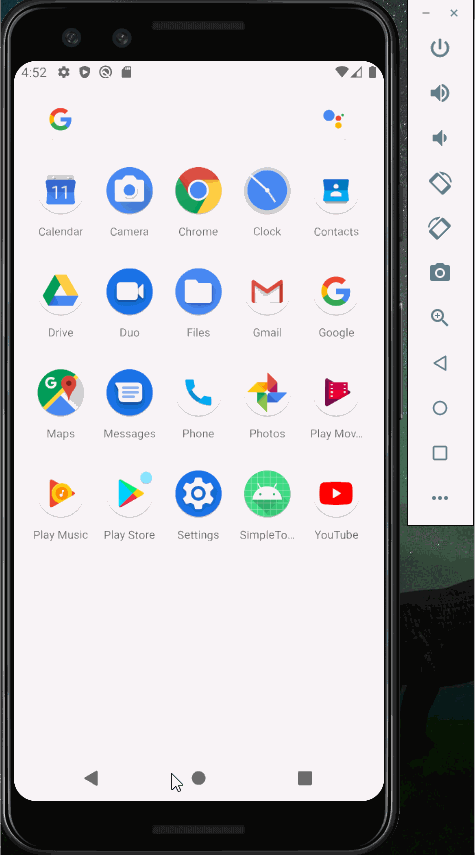 4:52
G
11
Calendar Camera Chrome Clock Contacts
G
Drive Duo Files Gmail Google
G
Maps Messages Phone Photos Play Mov...
Play Music Play Store Settings SimpleTo... YouTube